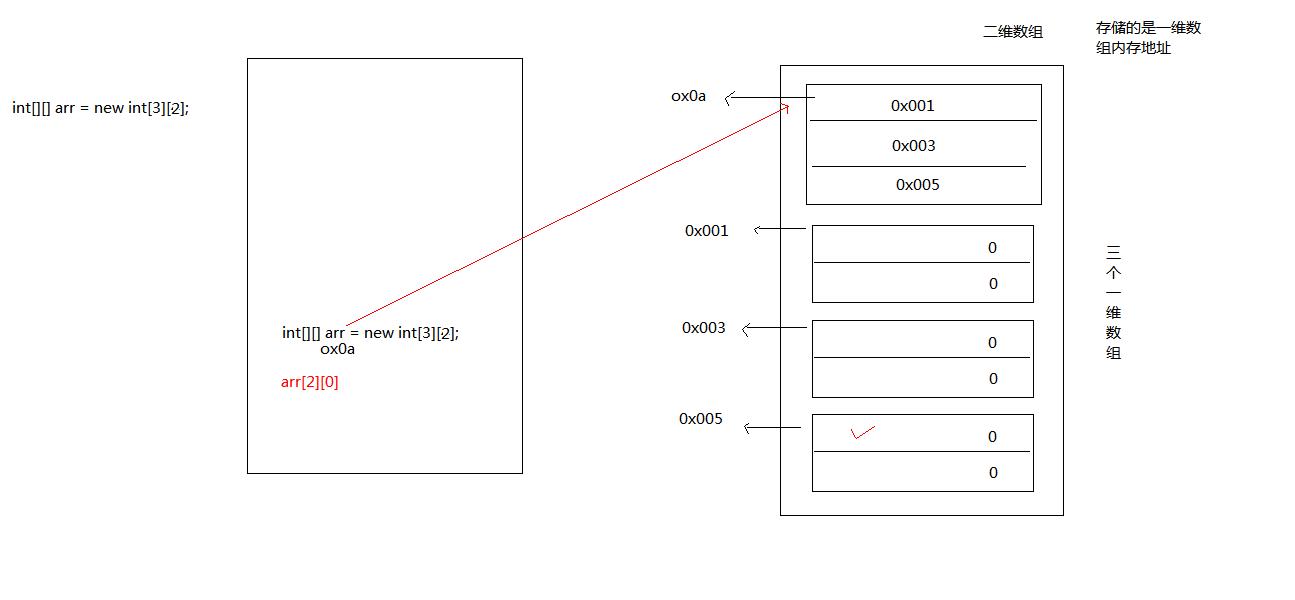 二维数组
存储的是一维数
组内存地址
int[][] arr = new int[3][2];
ox0a
0x001
0x003
0x005
0x001
0
0
三个一维数组
0x003
0
0
int[][] arr = new int[3][2];
ox0a
arr[2][0]
0x005
0
0